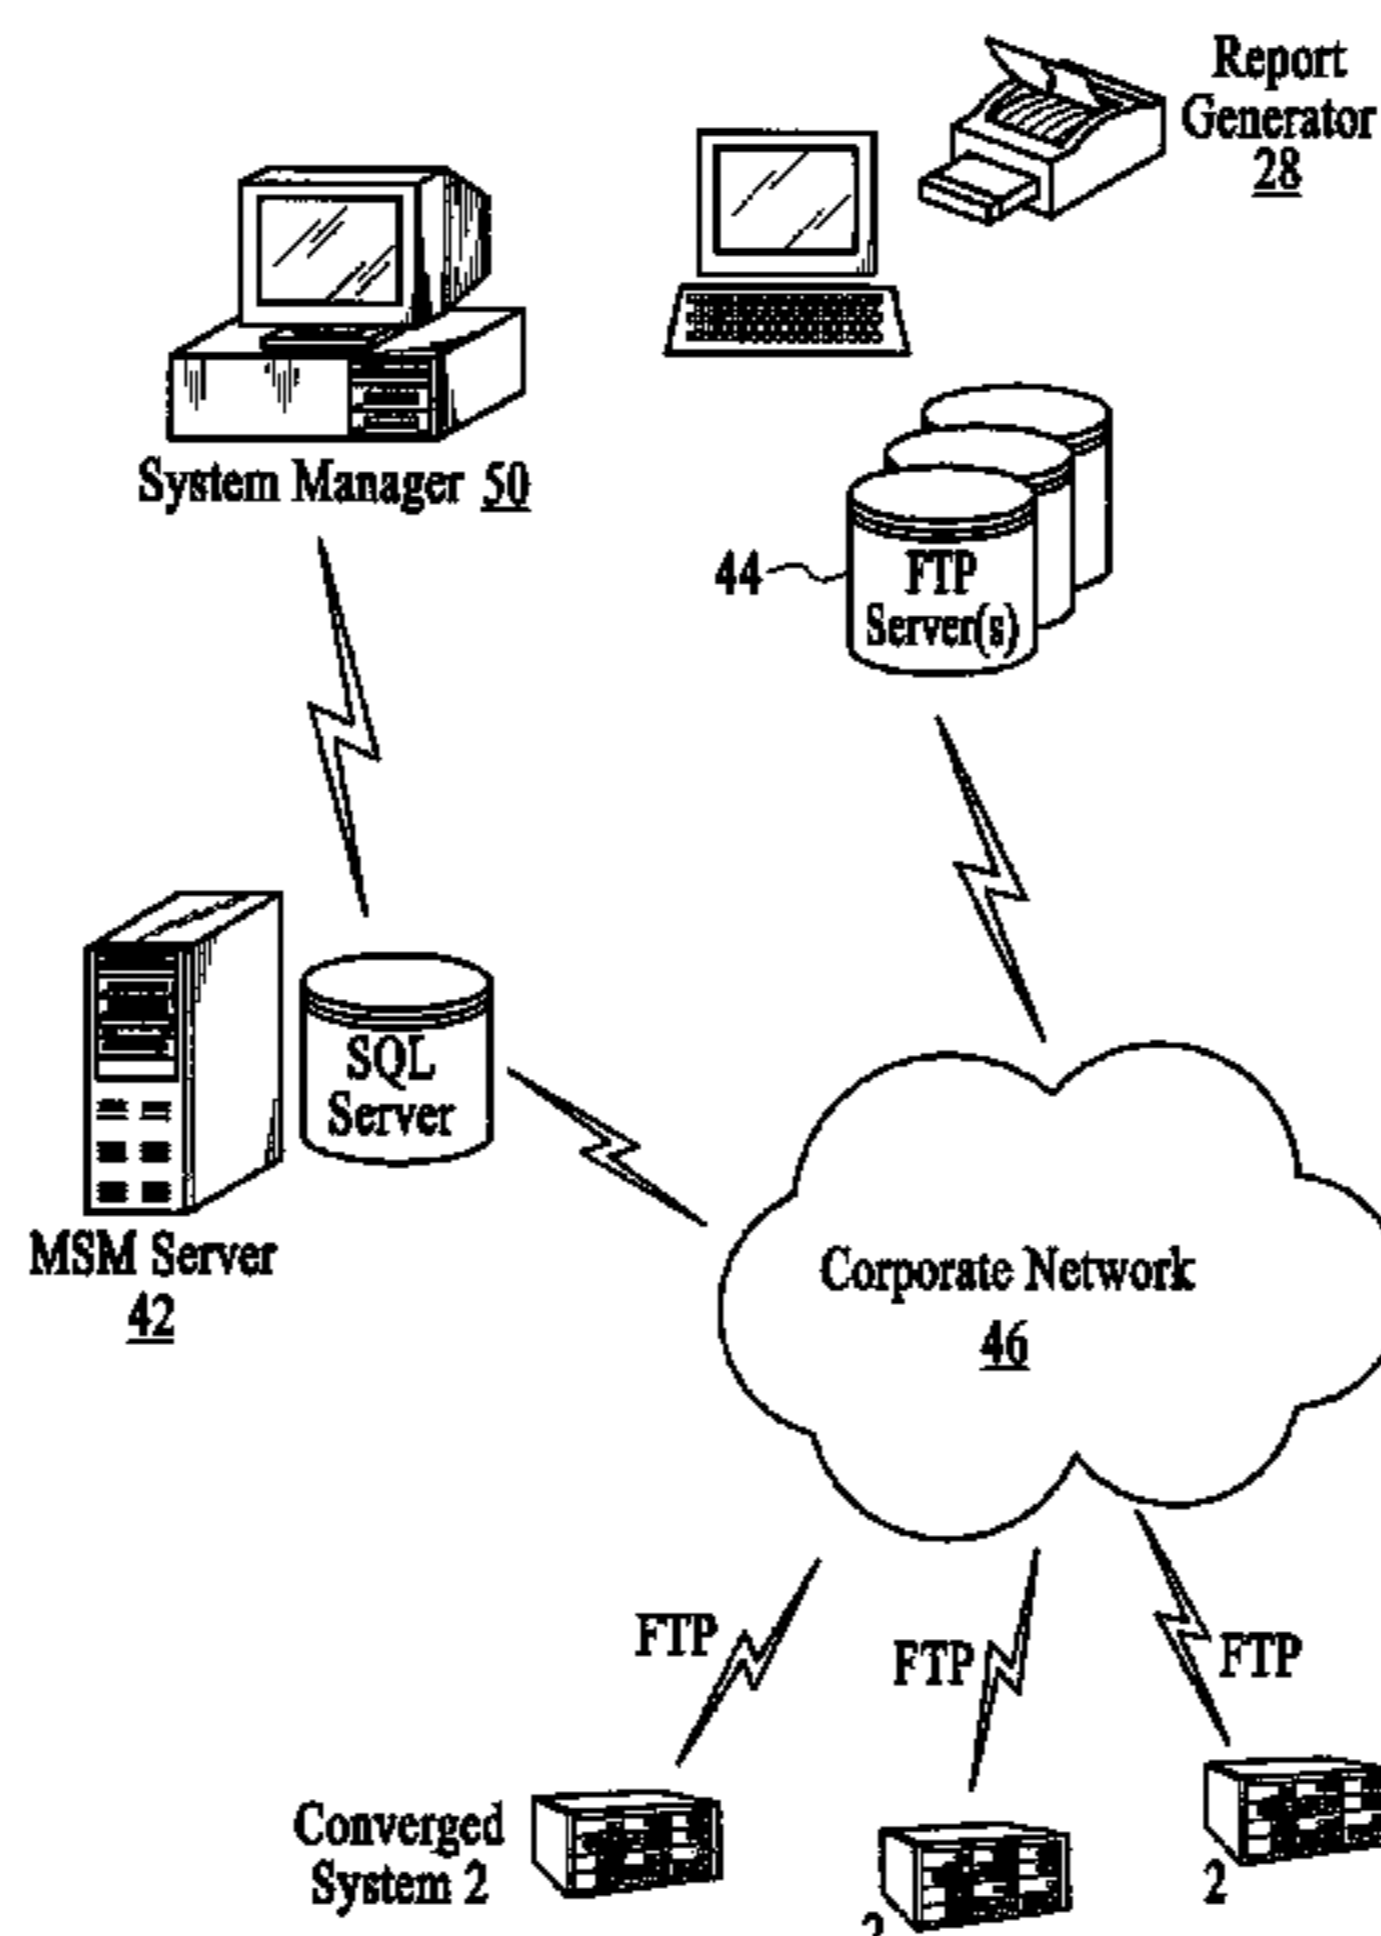 Report
Generator
28
System Manager 50
44
FTP
Server(s)
SQL
Server
MSM Server
42
Corporate Network
46
FTP
FTP
FTP
Converged
System 2
2